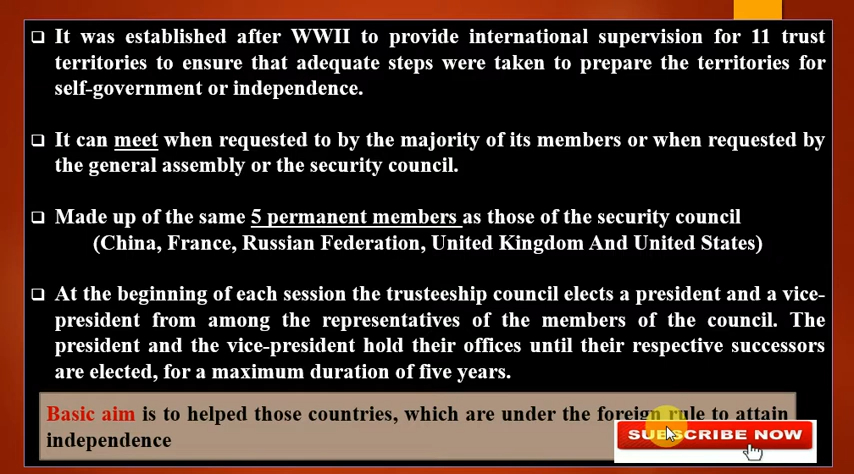 It was established after WWII to provide international supervision for 11 trust
territories to ensure that adequate steps were taken to prepare the territories for
self-government or independence.
It can meet when requested to by the majority of its members or when requested by
the general assembly or the security council.
Made up of the same 5 permanent members as those of the security council
(China, France, Russian Federation, United Kingdom And United States)
At the beginning of each session the trusteeship council elects a president and a vice-
president from among the representatives of the members of the council. The
president and the vice-president hold their offices until their respective successors
are elected, for a maximum duration of five years.
Basic aim is to helped those countries, which are under the foreign rule to attain
independence
SUBSCRIBE NOW